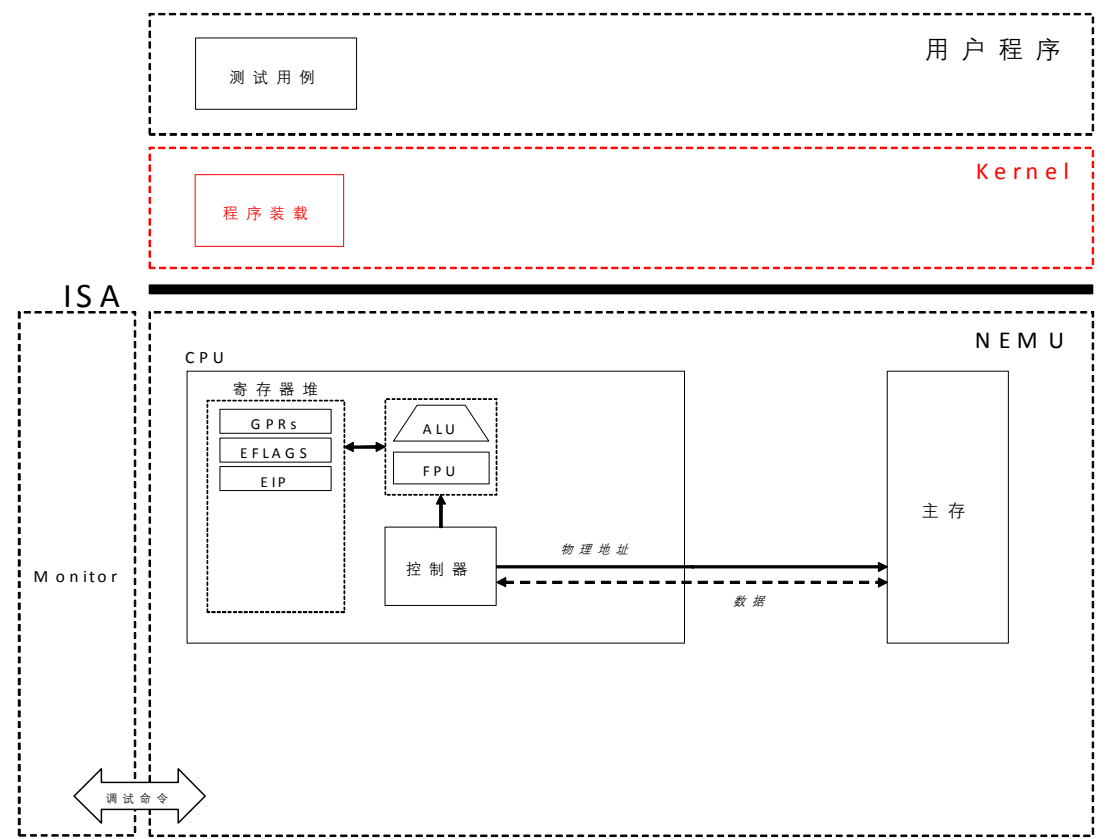 用户程序
测试用例
Kernel
程序装载
ISA
NEMU
CPU
寄存器堆
GPRs
EFLAGS
EIP
ALU
FPU
控制器
物理地址
数据
主存
Monitor
调试命令